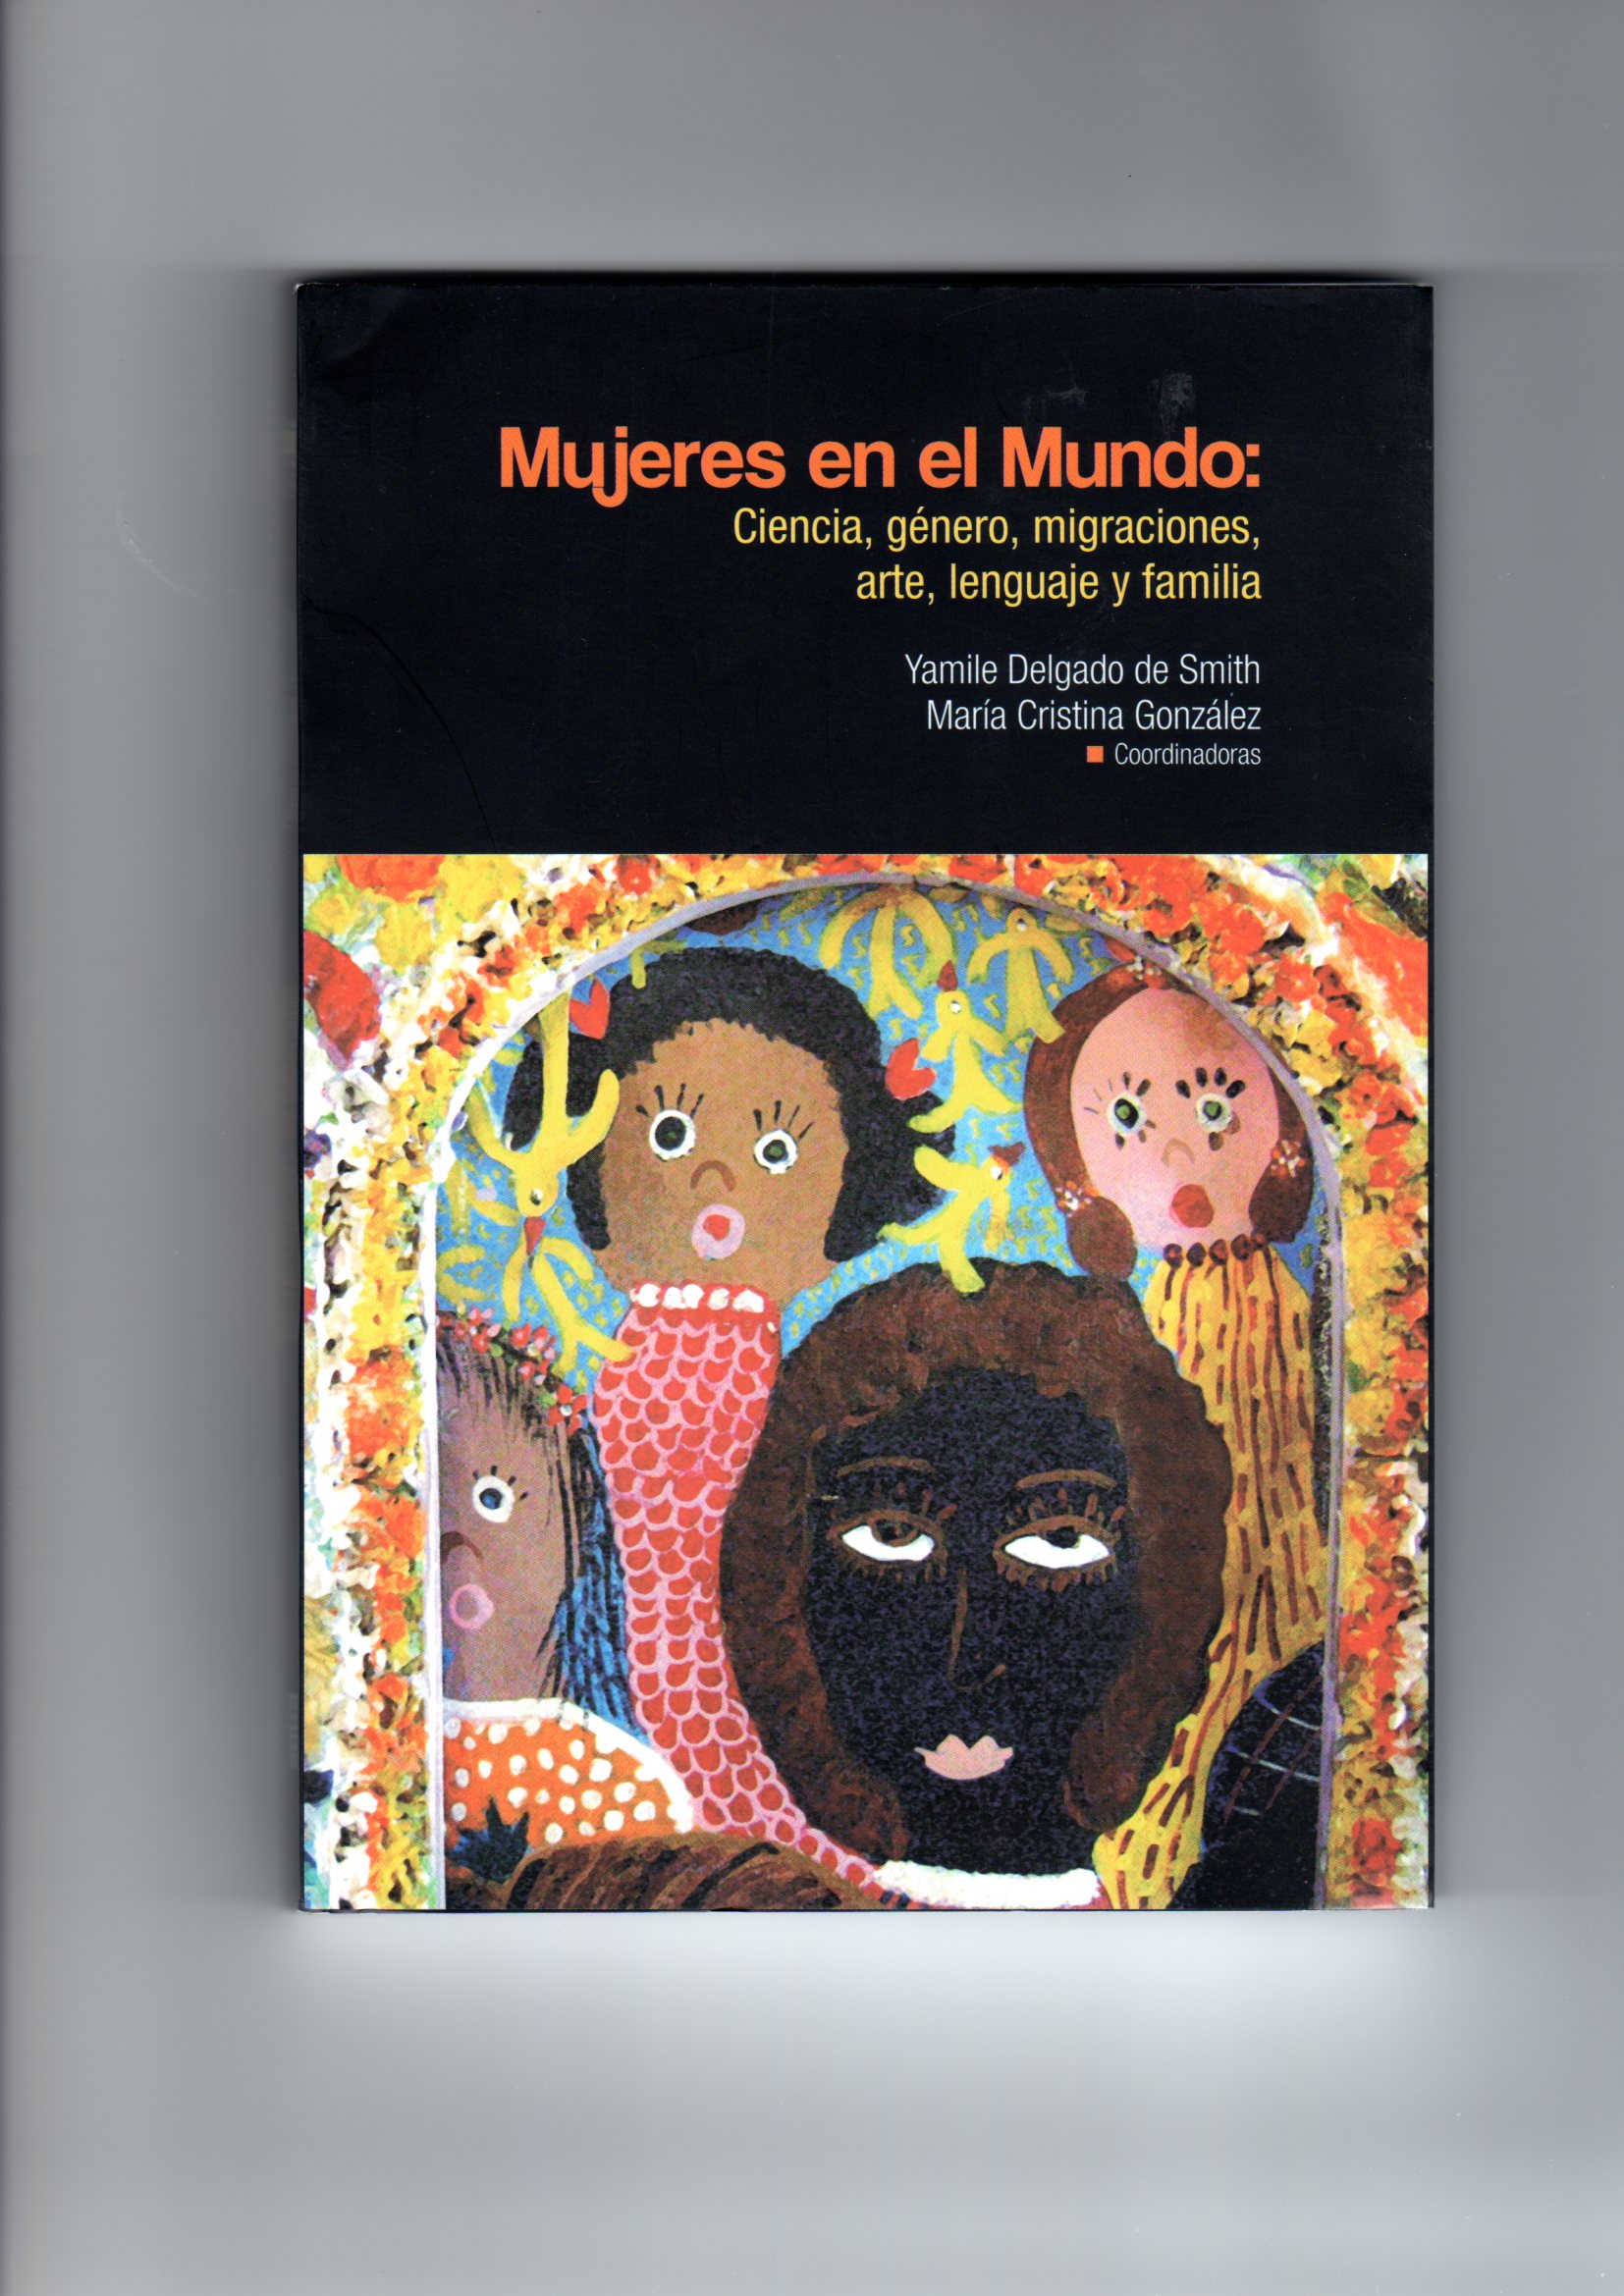 Mujeres en el Mundo:
Ciencia, género, migraciones,
arte, lenguaje y familia
Yamile Delgado de Smith
María Cristina González
Coordinadoras